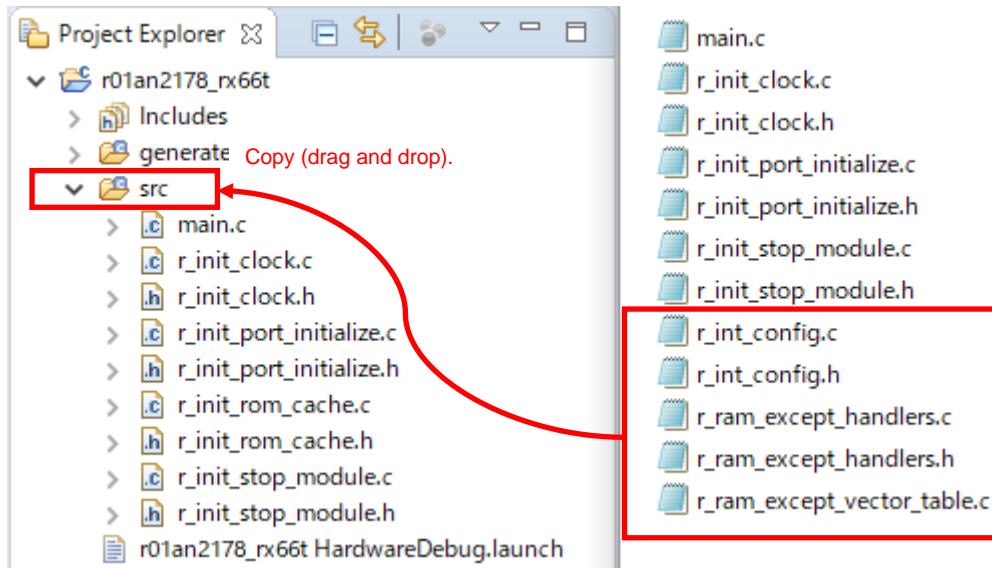 Project Explorer
r01an2178_rx66t
Includes
generate
Copy (drag and drop).
src
main.c
r_init_clock.c
r_init_clock.h
r_init_port_initialize.c
r_init_port_initialize.h
r_init_rom_cache.c
r_init_rom_cache.h
r_init_stop_module.c
r_init_stop_module.h
r01an2178_rx66t HardwareDebug.launch
main.c
r_init_clock.c
r_init_clock.h
r_init_port_initialize.c
r_init_port_initialize.h
r_init_stop_module.c
r_init_stop_module.h
r_int_config.c
r_int_config.h
r_ram_except_handlers.c
r_ram_except_handlers.h
r_ram_except_vector_table.c